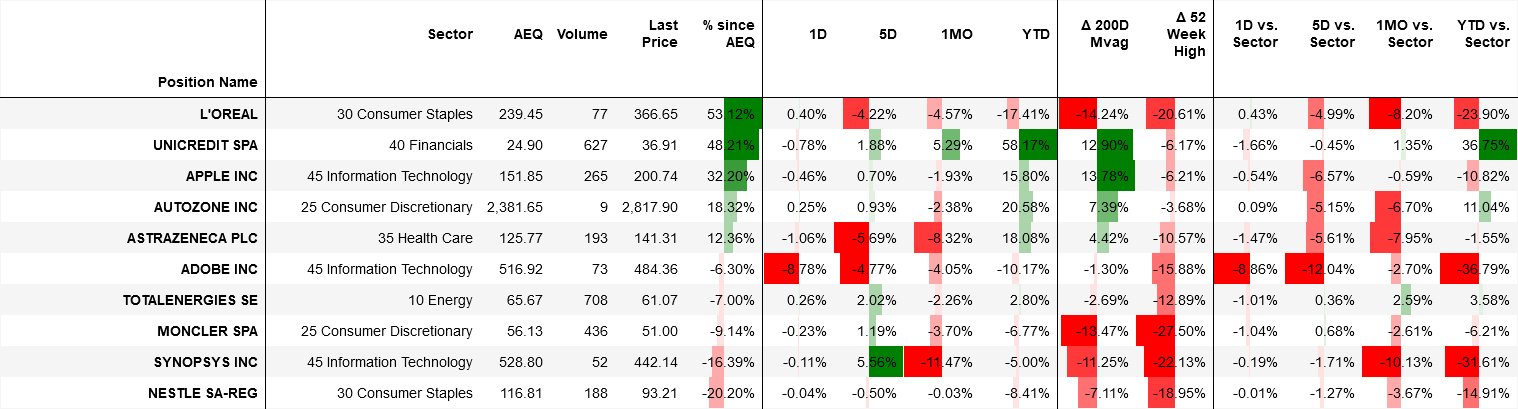 Position Name Sector AEQ Volume Last Price % since AEQ 1D 5D 1MO YTD Δ 200D Mvag Δ 52 Week High 1D vs. Sector 5D vs. Sector 1MO vs. Sector YTD vs. Sector
L'OREAL 30 Consumer Staples 239.45 77 366.65 53.12% 0.40% -4.22% -4.57% -17.41% -14.24% -20.61% 0.43% -4.99% -8.20% -23.90%
UNICREDIT SPA 40 Financials 24.90 627 36.91 48.21% -0.78% 1.88% 5.29% 58.17% 12.90% -6.17% -1.66% -0.45% 1.35% 36.75%
APPLE INC 45 Information Technology 151.85 265 200.74 32.20% -0.46% 0.70% -1.93% 15.80% 13.78% -6.21% -0.54% -6.57% -0.59% -10.82%
AUTOZONE INC 25 Consumer Discretionary 2,381.65 9 2,817.90 18.32% 0.25% 0.93% -2.38% 20.58% 7.39% -3.68% 0.09% -5.15% -6.70% 11.04%
ASTRAZENECA PLC 35 Health Care 125.77 193 141.31 12.36% -1.06% -5.69% -8.32% 18.08% 4.42% -10.57% -1.47% -5.61% -7.95% -1.55%
ADOBE INC 45 Information Technology 516.92 73 484.36 -6.30% -8.78% -4.77% -4.05% -10.17% -1.30% -15.88% -8.86% -12.04% -2.70% -36.79%
TOTALENERGIES SE 10 Energy 65.67 708 61.07 -7.00% 0.26% 2.02% -2.26% 2.80% -2.69% -12.89% -1.01% 0.36% 2.59% 3.58%
MONCLER SPA 25 Consumer Discretionary 56.13 436 51.00 -9.14% -0.23% 1.19% -3.70% -6.77% -13.47% -27.50% -1.04% 0.68% -2.61% -6.21%
SYNOPSYS INC 45 Information Technology 528.80 52 442.14 -16.39% -0.11% 5.56% -11.47% -5.00% -11.25% -22.13% -0.19% -1.71% -10.13% -31.61%
NESTLE SA-REG 30 Consumer Staples 116.81 188 93.21 -20.20% -0.04% -0.50% -0.03% -8.41% -7.11% -18.95% -0.01% -1.27% -3.67% -14.91%